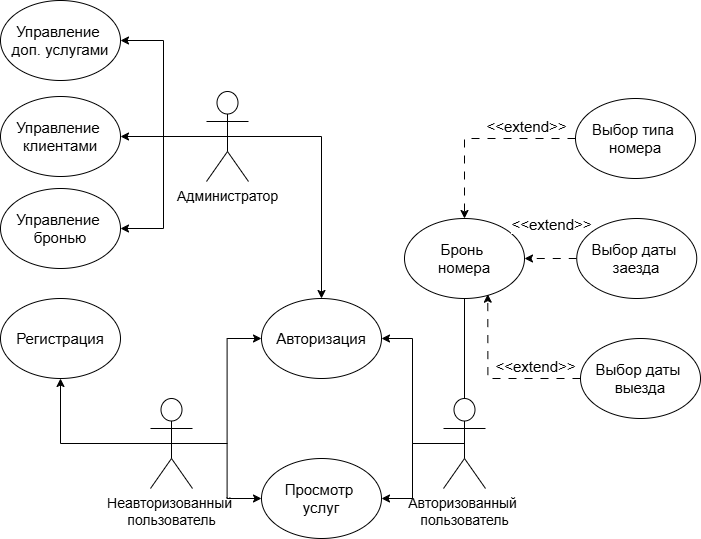 Управление
доп. услугами
Управление
клиентами
Администратор
<<extend>>
Выбор типа
номера
Управление
бронью
Бронь
номера
<<extend>>
Выбор даты
заезда
Регистрация
Авторизация
<<extend>>
Выбор даты
выезда
Неавторизованный
пользователь
Просмотр
услуг
Авторизованный
пользователь